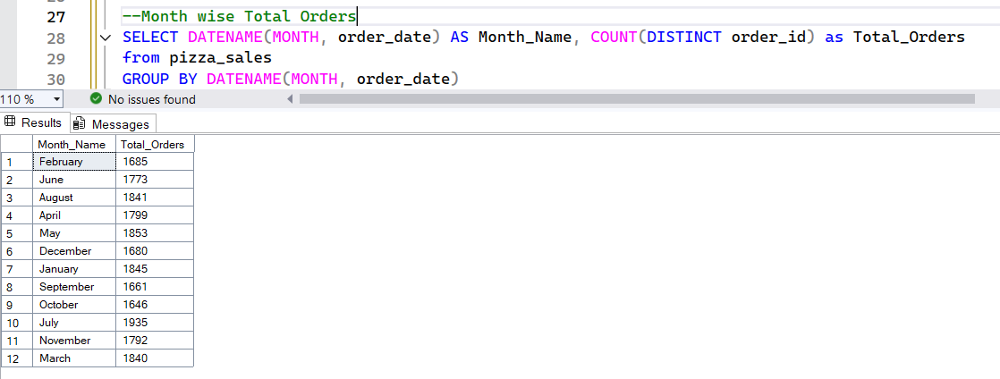 27 --Month wise Total Orders
28 SELECT DATENAME(MONTH, order_date) AS Month_Name, COUNT(DISTINCT order_id) as Total_Orders
29 from pizza_sales
30 GROUP BY DATENAME(MONTH, order_date)
110 % No issues found
Results Messages
Month_Name Total_Orders
1 February 1685
2 June 1773
3 August 1841
4 April 1799
5 May 1853
6 December 1680
7 January 1845
8 September 1661
9 October 1646
10 July 1935
11 November 1792
12 March 1840